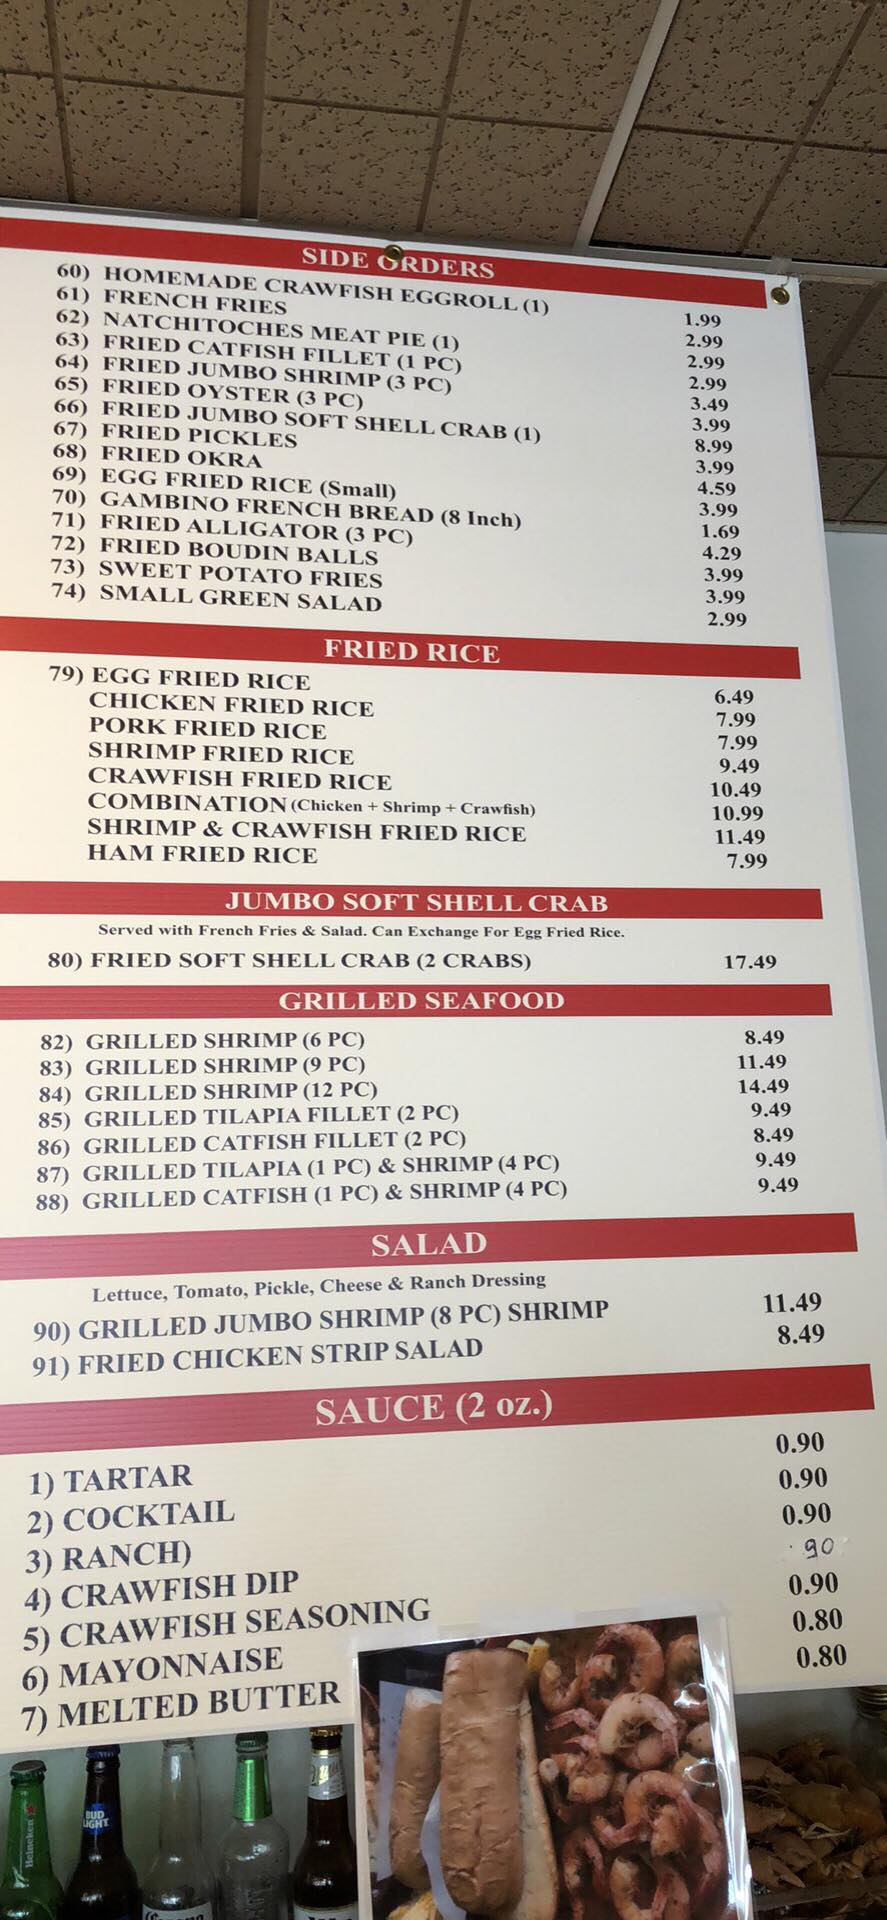 SIDE ORDERS
60) HOMEMADE CRAWFISH EGGROLL (1) 1.99
61) FRENCH FRIES 2.99
62) NATCHITOCHES MEAT PIE (1) 2.99
63) FRIED CATFISH FILLET (1 PC) 2.99
64) FRIED JUMBO SHRIMP (3 PC) 3.49
65) FRIED OYSTER (3 PC) 3.99
66) FRIED JUMBO SOFT SHELL CRAB (1) 8.99
67) FRIED PICKLES 3.99
68) FRIED OKRA 4.59
69) EGG FRIED RICE (Small) 3.99
70) GAMBINO FRENCH BREAD (8 Inch) 1.69
71) FRIED ALLIGATOR (3 PC) 4.29
72) FRIED BOUDIN BALLS 3.99
73) SWEET POTATO FRIES 3.99
74) SMALL GREEN SALAD 2.99
FRIED RICE
79) EGG FRIED RICE 6.49
CHICKEN FRIED RICE 7.99
PORK FRIED RICE 7.99
SHRIMP FRIED RICE 9.49
CRAWFISH FRIED RICE 10.49
COMBINATION (Chicken + Shrimp + Crawfish) 10.99
SHRIMP & CRAWFISH FRIED RICE 11.49
HAM FRIED RICE 7.99
JUMBO SOFT SHELL CRAB
Served with French Fries & Salad. Can Exchange For Egg Fried Rice.
80) FRIED SOFT SHELL CRAB (2 CRABS) 17.49
GRILLED SEAFOOD
82) GRILLED SHRIMP (6 PC) 8.49
83) GRILLED SHRIMP (9 PC) 11.49
84) GRILLED SHRIMP (12 PC) 14.49
85) GRILLED TILAPIA FILLET (2 PC) 9.49
86) GRILLED CATFISH FILLET (2 PC) 8.49
87) GRILLED TILAPIA (1 PC) & SHRIMP (4 PC) 9.49
88) GRILLED CATFISH (1 PC) & SHRIMP (4 PC) 9.49
SALAD
Lettuce, Tomato, Pickle, Cheese & Ranch Dressing
90) GRILLED JUMBO SHRIMP (8 PC) SHRIMP 11.49
91) FRIED CHICKEN STRIP SALAD 8.49
SAUCE (2 oz.)
1) TARTAR 0.90
2) COCKTAIL 0.90
3) RANCH) 0.90
4) CRAWFISH DIP .90
5) CRAWFISH SEASONING 0.90
6) MAYONNAISE 0.80
7) MELTED BUTTER 0.80
Heineken
BUD
LIGHT